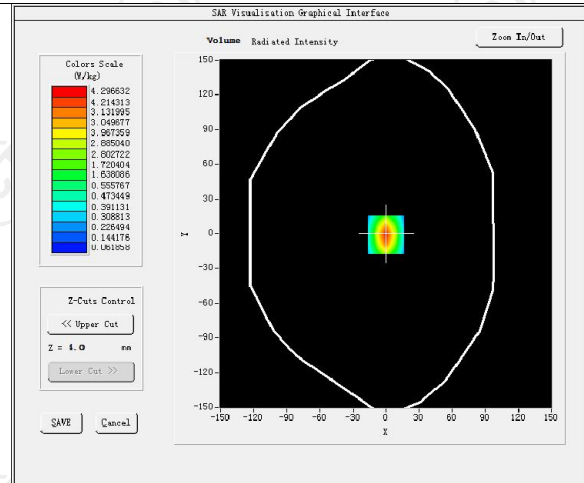 SAR Visualisation Graphical Interface
Volume Radiated Intensity
Zoom In/Out
Colors Scale
(W/kg)
4.296632
4.214313
3.131995
3.049677
3.967359
2.885040
2.802722
1.720404
1.638086
0.555767
0.473449
0.391131
0.308813
0.226494
0.144176
0.061858
Z-Cuts Control
<< Upper Cut
Z = 4.0 mm
Lower Cut >>
SAVE Cancel
150
120
90
60
30
0
-30
-60
-90
-120
-150
Y
-150 -120 -90 -60 -30 0 30 60 90 120 150
X